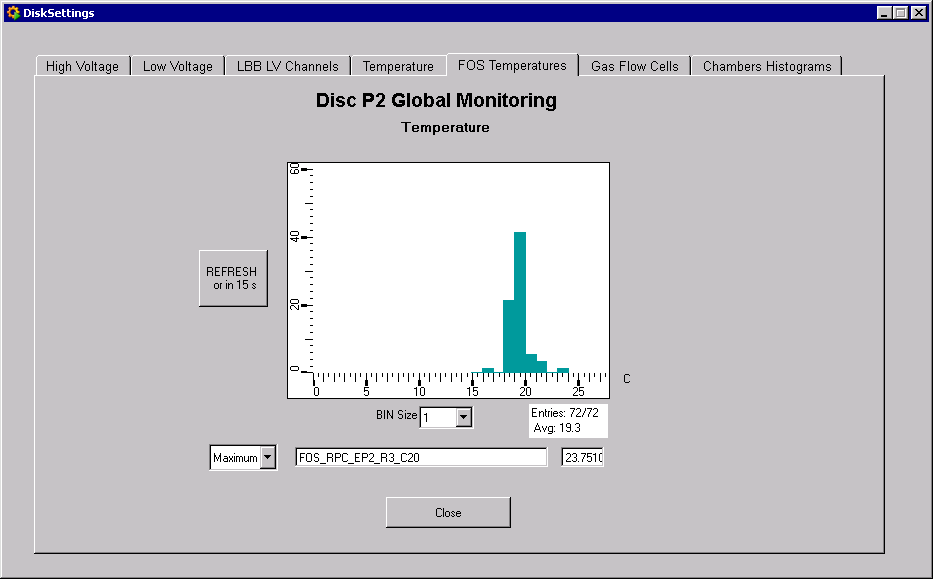 DiskSettings
High Voltage Low Voltage LBB LV Channels Temperature FOS Temperatures Gas Flow Cells Chambers Histograms
Disc P2 Global Monitoring
Temperature
60
40
20
0
0 5 10 15 20 25
C
REFRESH
or in 15 s
BIN Size 1
Entries: 72/72
Avg: 19.3
Maximum FOS_RPC_EP2_R3_C20 23.751
Close